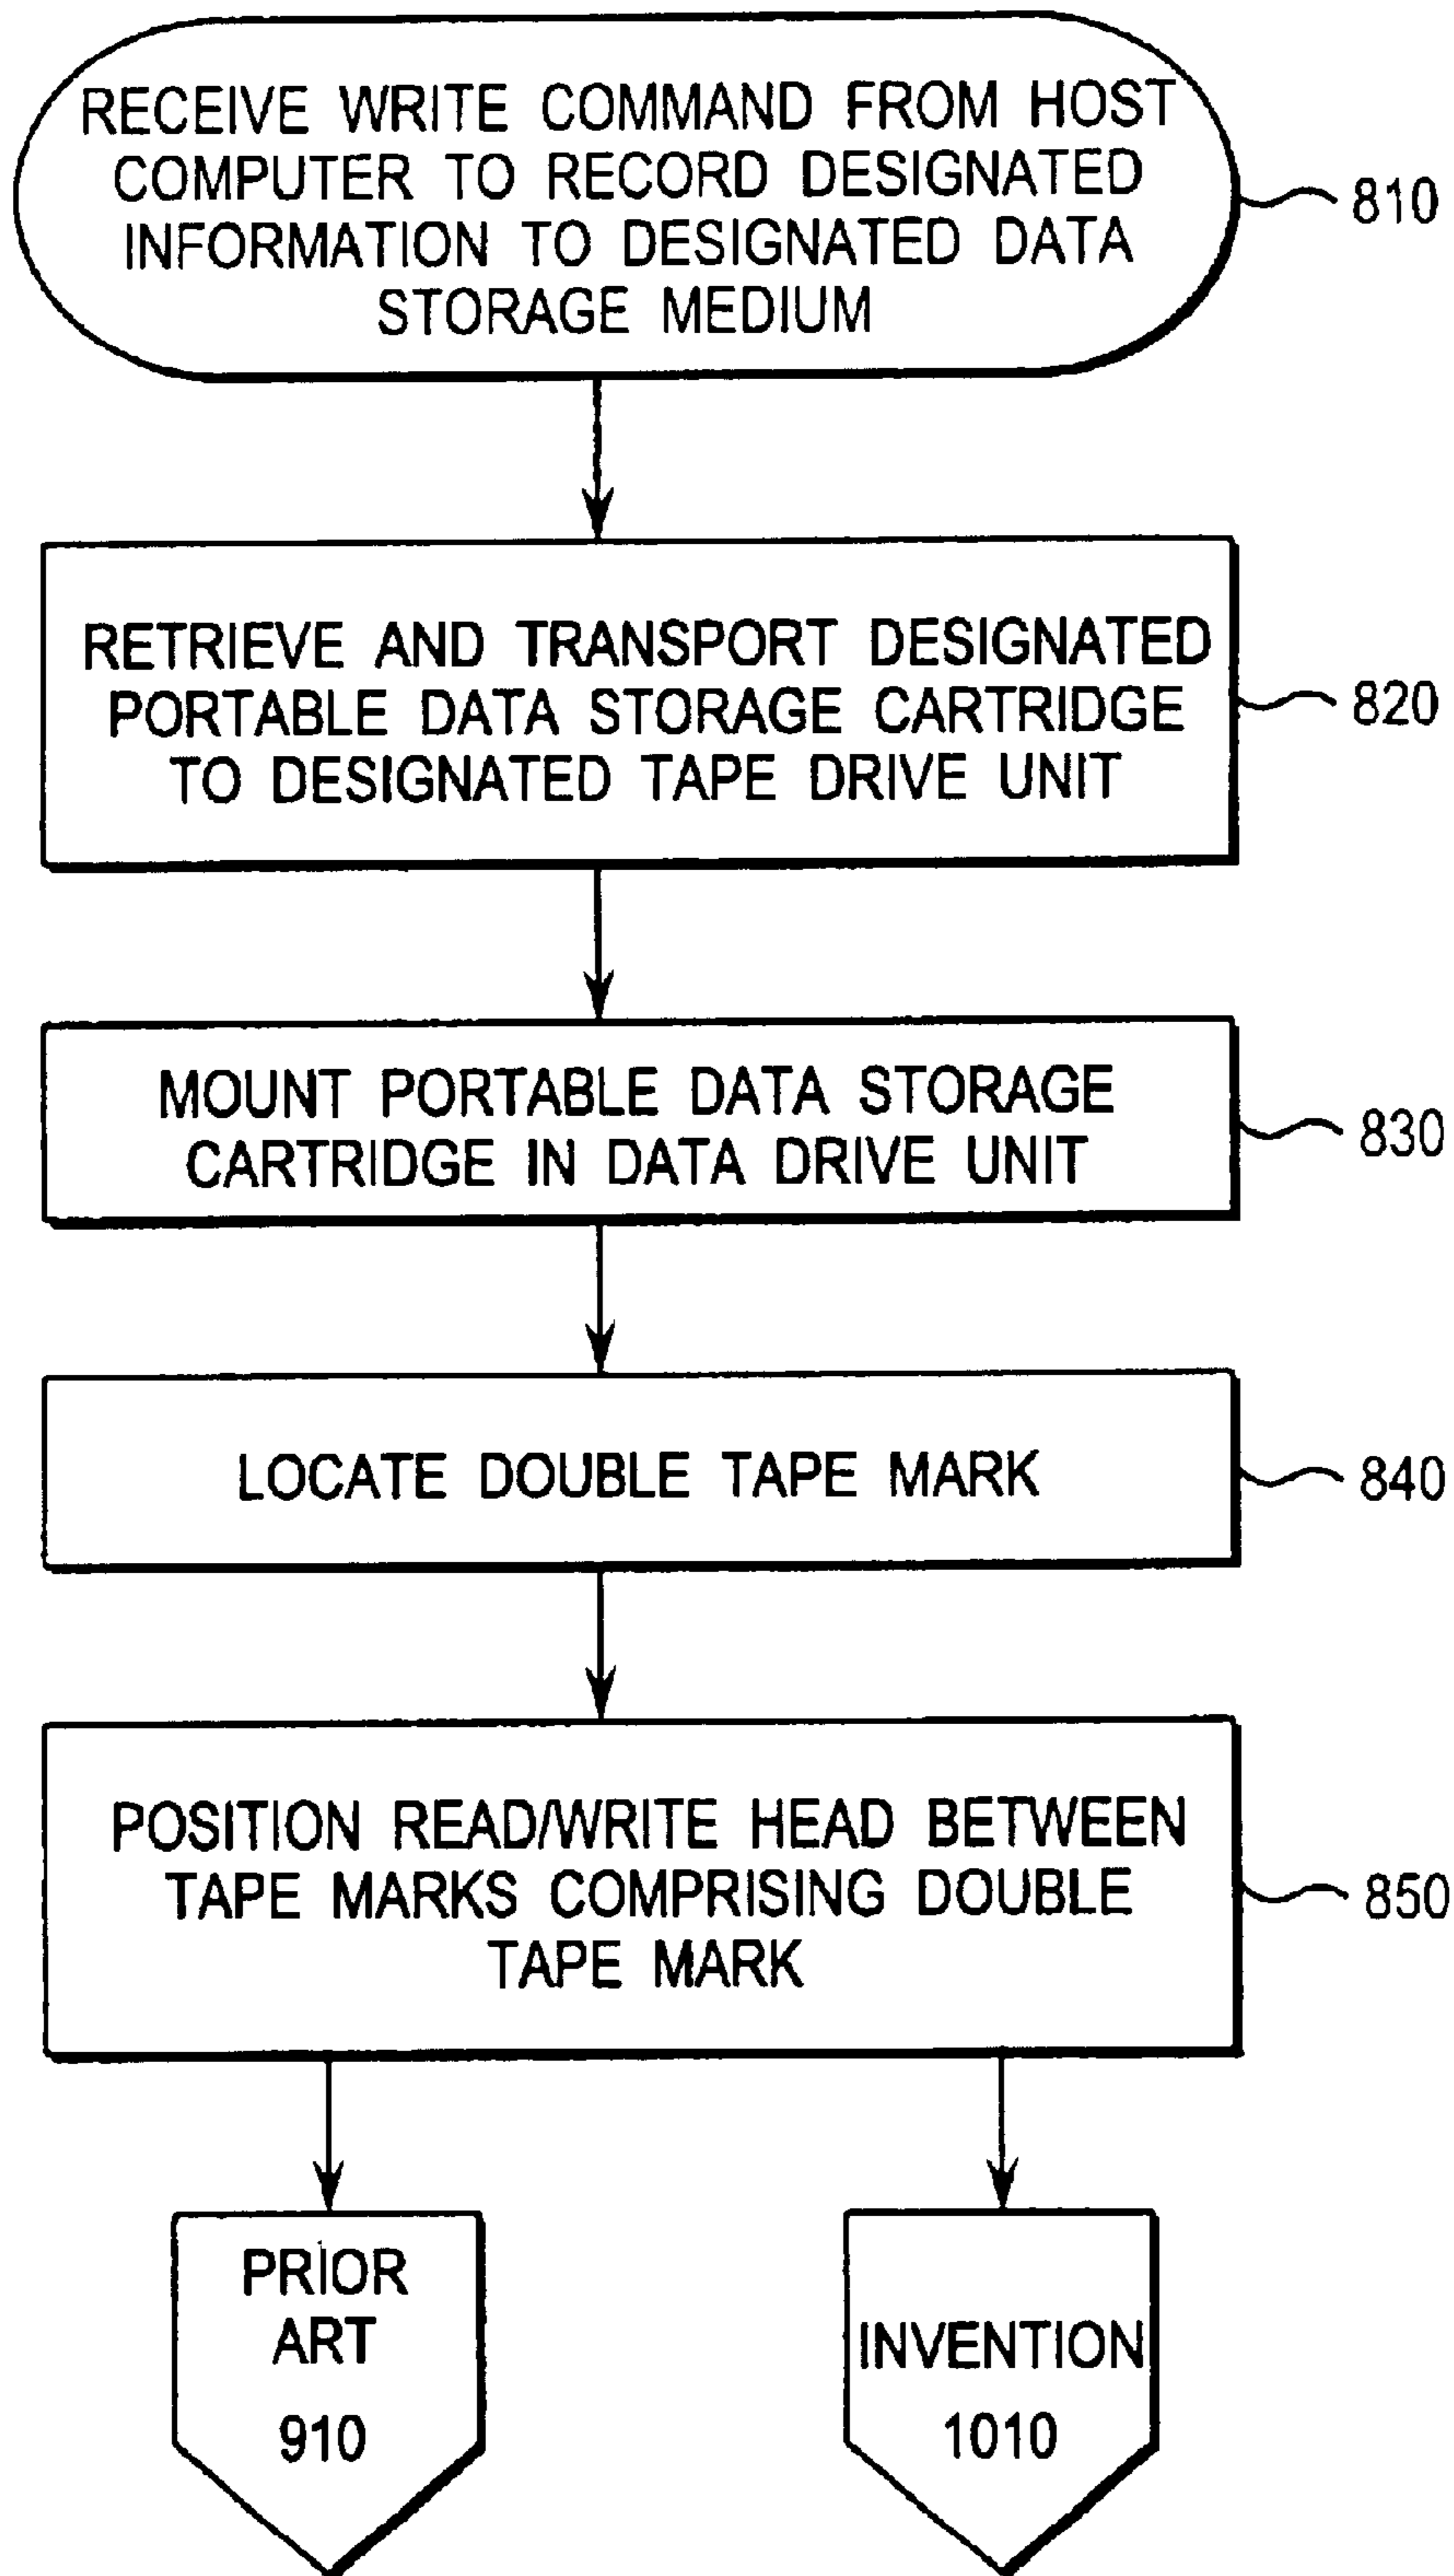 RECEIVE WRITE COMMAND FROM HOST
COMPUTER TO RECORD DESIGNATED
INFORMATION TO DESIGNATED DATA
STORAGE MEDIUM
810
RETRIEVE AND TRANSPORT DESIGNATED
PORTABLE DATA STORAGE CARTRIDGE
TO DESIGNATED TAPE DRIVE UNIT
820
MOUNT PORTABLE DATA STORAGE
CARTRIDGE IN DATA DRIVE UNIT
830
LOCATE DOUBLE TAPE MARK
840
POSITION READ/WRITE HEAD BETWEEN
TAPE MARKS COMPRISING DOUBLE
TAPE MARK
850
PRIOR
ART
910
INVENTION
1010